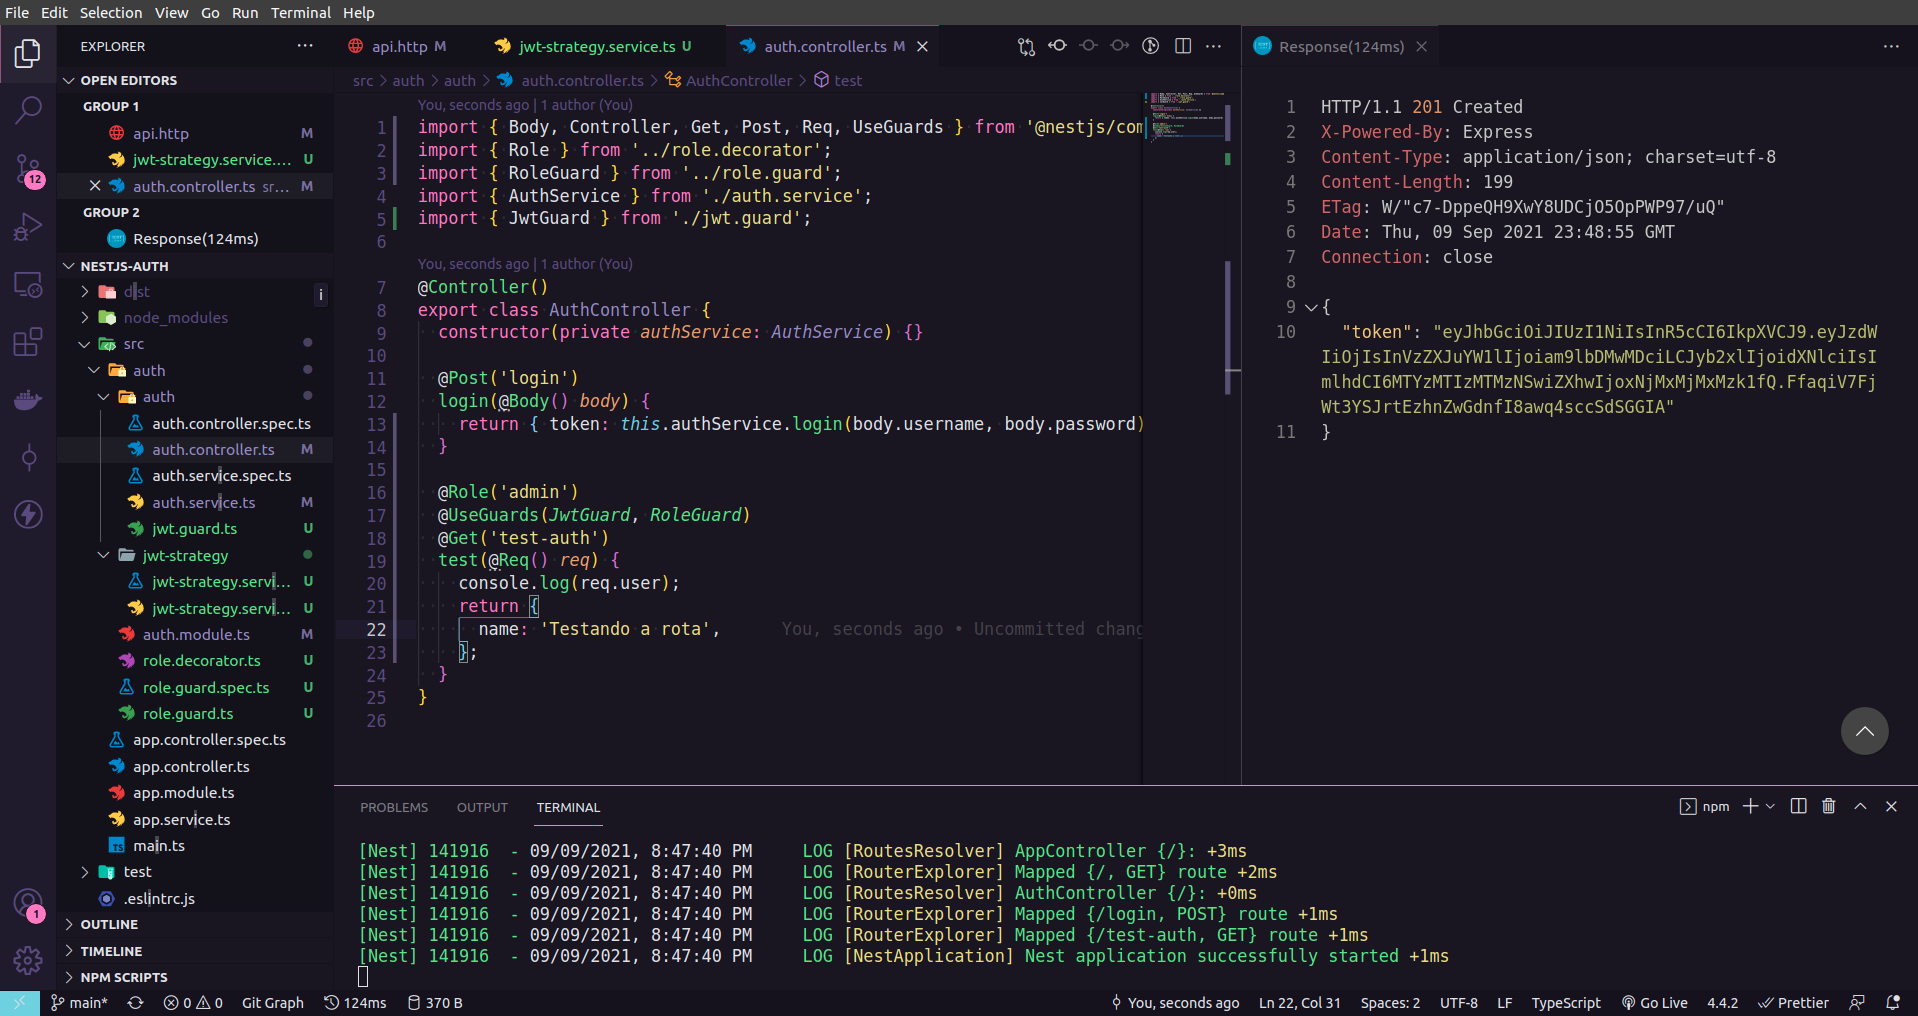 File Edit Selection View Go Run Terminal Help
EXPLORER
OPEN EDITORS
GROUP 1
api.http M
jwt-strategy.service.... U
auth.controller.ts sr... M
GROUP 2
Response(124ms)
NESTJS-AUTH
dist
i
node_modules
src
auth
auth
auth.controller.spec.ts
auth.controller.ts M
auth.service.spec.ts
auth.service.ts M
jwt.guard.ts U
jwt-strategy
jwt-strategy.servi... U
jwt-strategy.servi... U
auth.module.ts M
role.decorator.ts U
role.guard.spec.ts U
role.guard.ts U
app.controller.spec.ts
app.controller.ts
app.module.ts
app.service.ts
TS main.ts
test
.eslintrc.js
OUTLINE
TIMELINE
NPM SCRIPTS
12
1
api.http M
jwt-strategy.service.ts U
auth.controller.ts M
src > auth > auth > auth.controller.ts > AuthController > test
You, seconds ago | 1 author (You)
1 import { Body, Controller, Get, Post, Req, UseGuards } from '@nestjs/com
2 import { Role } from '../role.decorator';
3 import { RoleGuard } from '../role.guard';
4 import { AuthService } from './auth.service';
5 import { JwtGuard } from './jwt.guard';
6
You, seconds ago | 1 author (You)
7 @Controller()
8 export class AuthController {
9 constructor(private authService: AuthService) {}
10
11 @Post('login')
12 login(@Body() body) {
13 return { token: this.authService.login(body.username, body.password)
14 }
15
16 @Role('admin')
17 @UseGuards(JwtGuard, RoleGuard)
18 @Get('test-auth')
19 test(@Req() req) {
20 console.log(req.user);
21 return {
22 name: 'Testando a rota', You, seconds ago • Uncommitted chang
23 };
24 }
25 }
26
Response(124ms)
1 HTTP/1.1 201 Created
2 X-Powered-By: Express
3 Content-Type: application/json; charset=utf-8
4 Content-Length: 199
5 ETag: W/"c7-DppeQH9XwY8UDCjO5OpPWP97/uQ"
6 Date: Thu, 09 Sep 2021 23:48:55 GMT
7 Connection: close
8
9 {
10 "token": "eyJhbGciOiJIUzI1NiIsInR5cCI6IkpXVCJ9.eyJzdW
IiOjIsInVzZXJuYW1lIjoiam9lbDMwMDciLCJyb2xlIjoidXNlciIsI
mlhdCI6MTYzMTIzMTMzNSwiZXhwIjoxNjMxMjMxMzk1fQ.FfaqiV7Fj
Wt3YSJrtEzhnZwGdnfI8awq4sccSdSGGIA"
11 }
PROBLEMS OUTPUT TERMINAL
npm
[Nest] 141916 - 09/09/2021, 8:47:40 PM LOG [RoutesResolver] AppController {/}: +3ms
[Nest] 141916 - 09/09/2021, 8:47:40 PM LOG [RouterExplorer] Mapped {/, GET} route +2ms
[Nest] 141916 - 09/09/2021, 8:47:40 PM LOG [RoutesResolver] AuthController {/}: +0ms
[Nest] 141916 - 09/09/2021, 8:47:40 PM LOG [RouterExplorer] Mapped {/login, POST} route +1ms
[Nest] 141916 - 09/09/2021, 8:47:40 PM LOG [RouterExplorer] Mapped {/test-auth, GET} route +1ms
[Nest] 141916 - 09/09/2021, 8:47:40 PM LOG [NestApplication] Nest application successfully started +1ms
main* 0 0 Git Graph 124ms 370 B You, seconds ago Ln 22, Col 31 Spaces: 2 UTF-8 LF TypeScript Go Live 4.4.2 Prettier